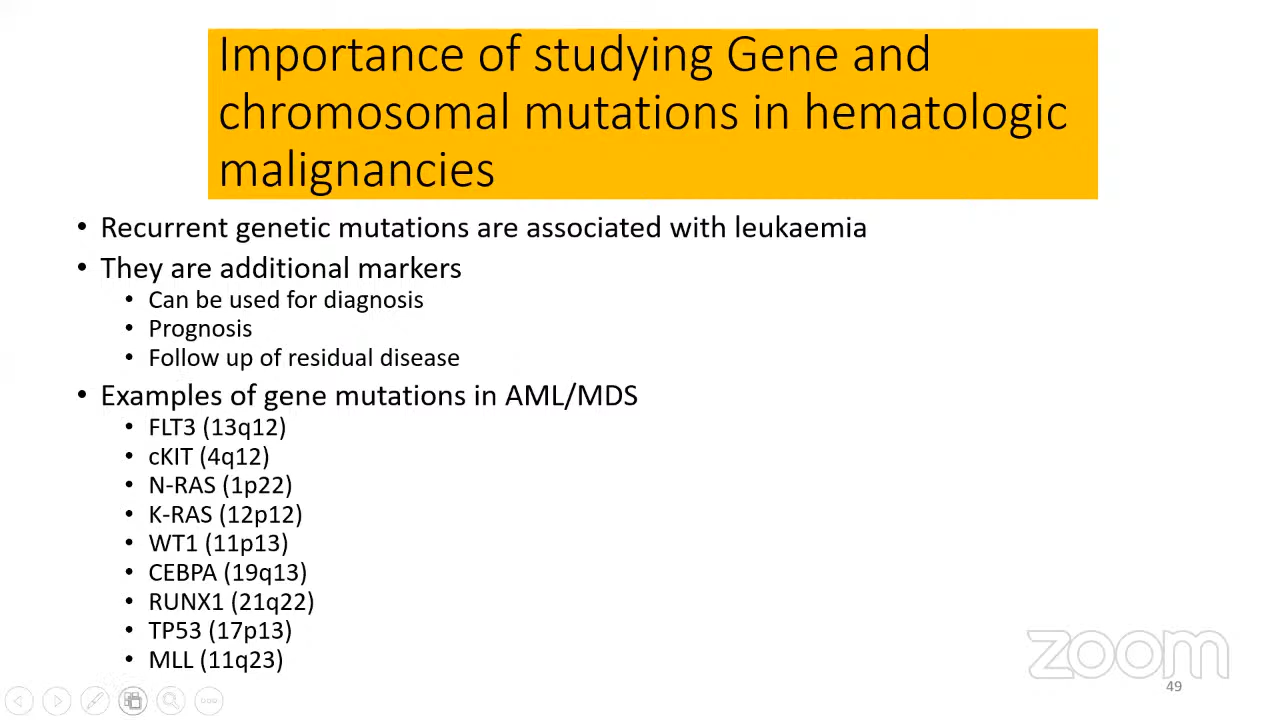 Importance of studying Gene and
chromosomal mutations in hematologic
malignancies
• Recurrent genetic mutations are associated with leukaemia
• They are additional markers
• Can be used for diagnosis
• Prognosis
• Follow up of residual disease
• Examples of gene mutations in AML/MDS
• FLT3 (13q12)
• cKIT (4q12)
• N-RAS (1p22)
• K-RAS (12p12)
• WT1 (11p13)
• CEBPA (19q13)
• RUNX1 (21q22)
• TP53 (17p13)
• MLL (11q23)
zoom
49